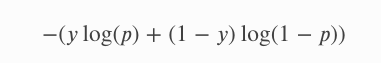 −(y log(p) + (1 − y) log(1 − p))